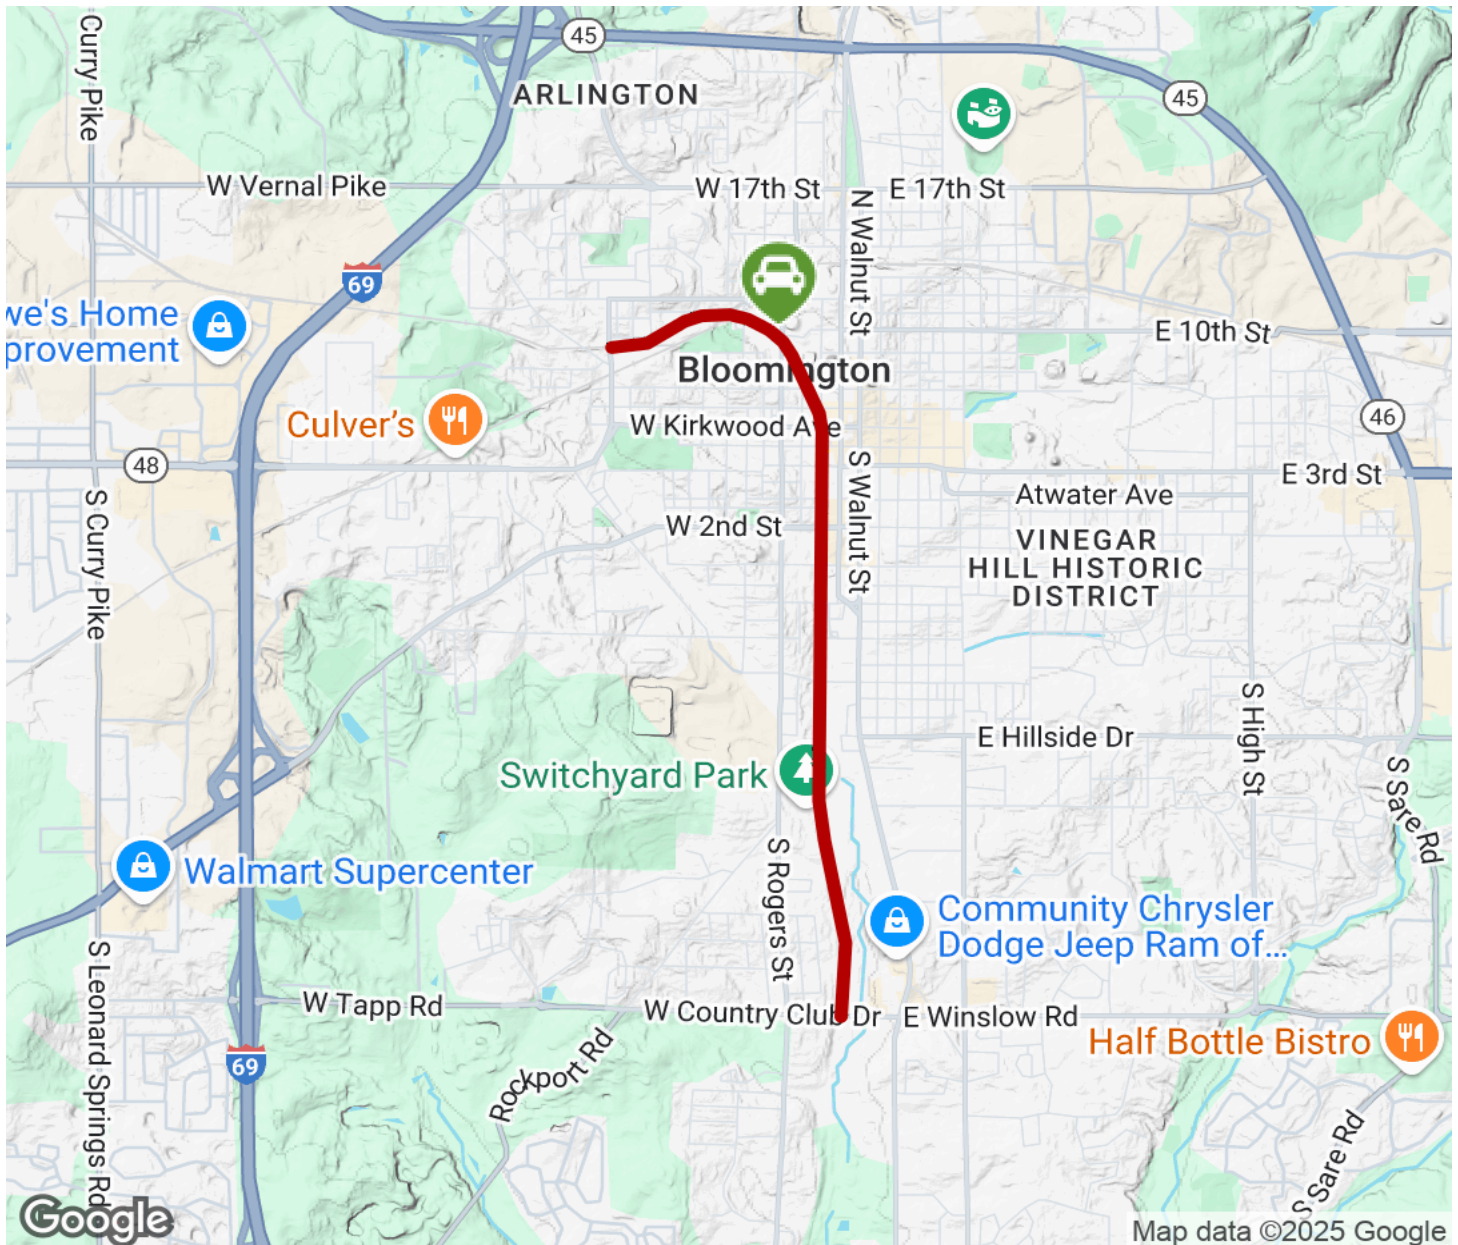 Curry Pike
45
ARLINGTON
45
W Vernal Pike
W 17th St
E 17th St
N Walnut St
69
we's Home
provement
E 10th St
Bloomington
Culver's
W Kirkwood Ave
46
48
S Walnut St
E 3rd St
Atwater Ave
S Curry Pike
W 2nd St
VINEGAR
HILL HISTORIC
DISTRICT
S High St
E Hillside Dr
Switchyard Park
S Sare Rd
Walmart Supercenter
S Rogers St
Community Chrysler
Dodge Jeep Ram of...
S Leonard Springs Rd
W Tapp Rd
W Country Club Dr
E Winslow Rd
Half Bottle Bistro
69
Rockport Rd
S Sare Rd
Google
Map data ©2025 Google